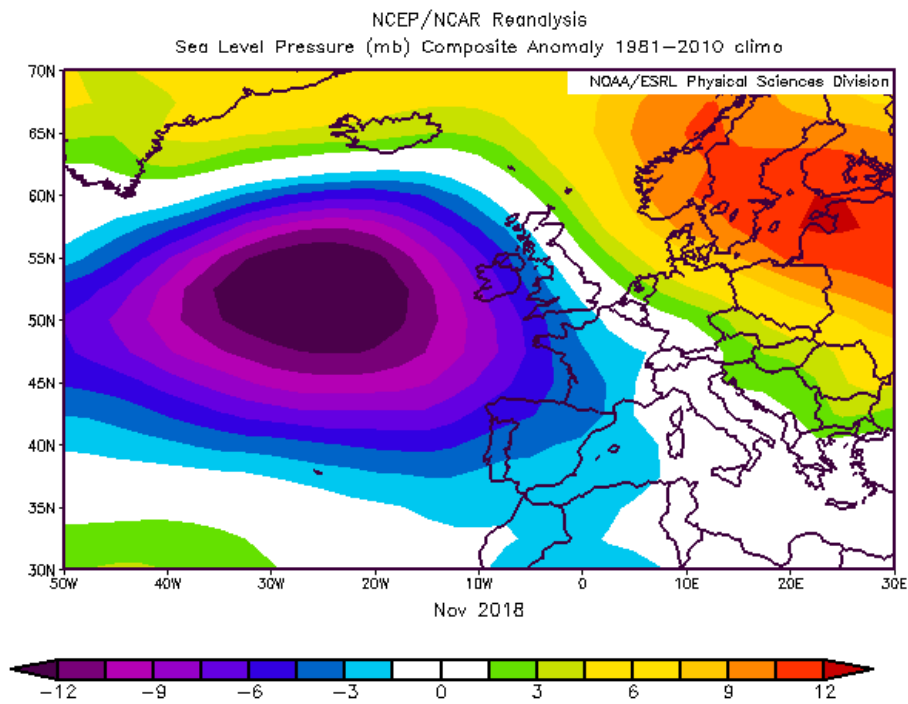 NCEP/NCAR Reanalysis
Sea Level Pressure (mb) Composite Anomaly 1981-2010 climo
NOAA/ESRL Physical Sciences Division
70N
65N
60N
55N
50N
45N
40N
35N
30N
50W 40W 30W 20W 10W 0 10E 20E 30E
Nov 2018
-12 -9 -6 -3 0 3 6 9 12